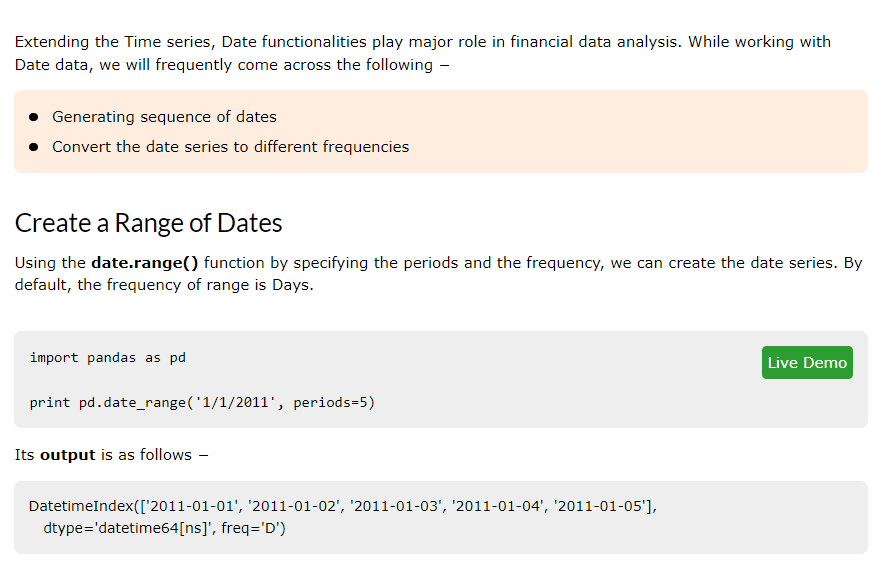 Extending the Time series, Date functionalities play major role in financial data analysis. While working with
Date data, we will frequently come across the following −
● Generating sequence of dates
● Convert the date series to different frequencies
Create a Range of Dates
Using the date.range() function by specifying the periods and the frequency, we can create the date series. By
default, the frequency of range is Days.
import pandas as pd
Live Demo
print pd.date_range('1/1/2011', periods=5)
Its output is as follows −
DatetimeIndex(['2011-01-01', '2011-01-02', '2011-01-03', '2011-01-04', '2011-01-05'],
dtype='datetime64[ns]', freq='D')